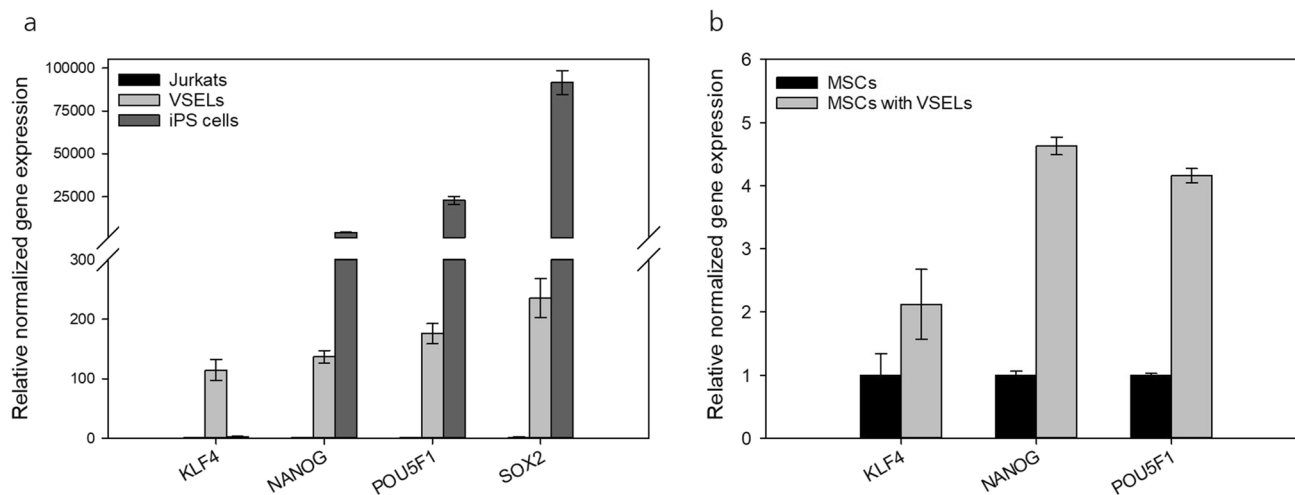 a
Relative normalized gene expression
100000
75000
50000
25000
300
200
100
0
Jurkats
VSELs
iPS cells
KLF4
NANOG
POU5F1
SOX2
b
Relative normalized gene expression
6
5
4
3
2
1
0
MSCs
MSCs with VSELs
KLF4
NANOG
POU5F1